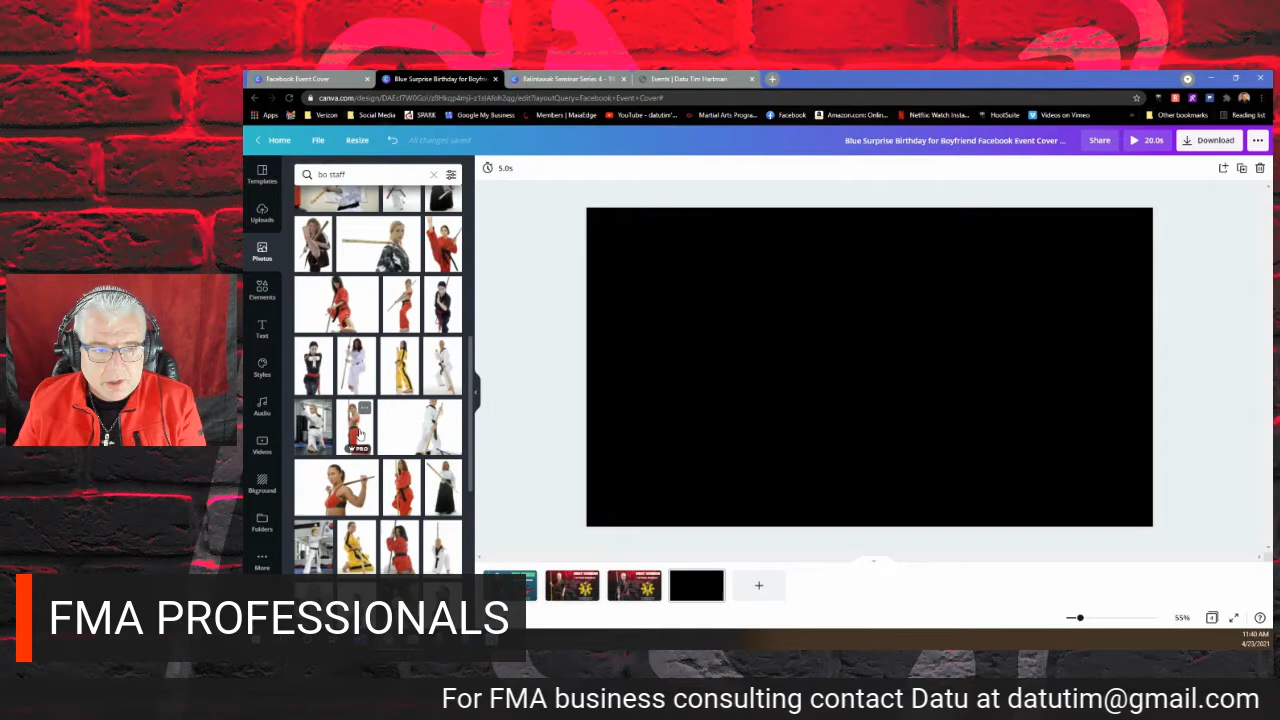 Facebook Event Cover
Blue Surprise Birthday for Boyfri
Balintawak Seminar Series 4 - 
Events | Datu Tim Hartman
Apps
Verizon
Social Media
SPARK
Google My Business
Members | MaiaEdge
YouTube - datutim'...
Martial Arts Progra...
Facebook
Amazon.com: Onlin...
Netflix: Watch Insta...
HootSuite
Videos on Vimeo
Other bookmarks
Reading list
Home
File
Resize
All changes saved
Blue Surprise Birthday for Boyfriend Facebook Event Cover ...
Share
20.0s
Download
Templates
bo staff
5.0s
Uploads
Photos
Elements
Text
Styles
Audio
PRO
Videos
Bkground
Folders
More
55%
11:40 AM
4/23/2021
FMA PROFESSIONALS
For FMA business consulting contact Datu at datutim@gmail.com